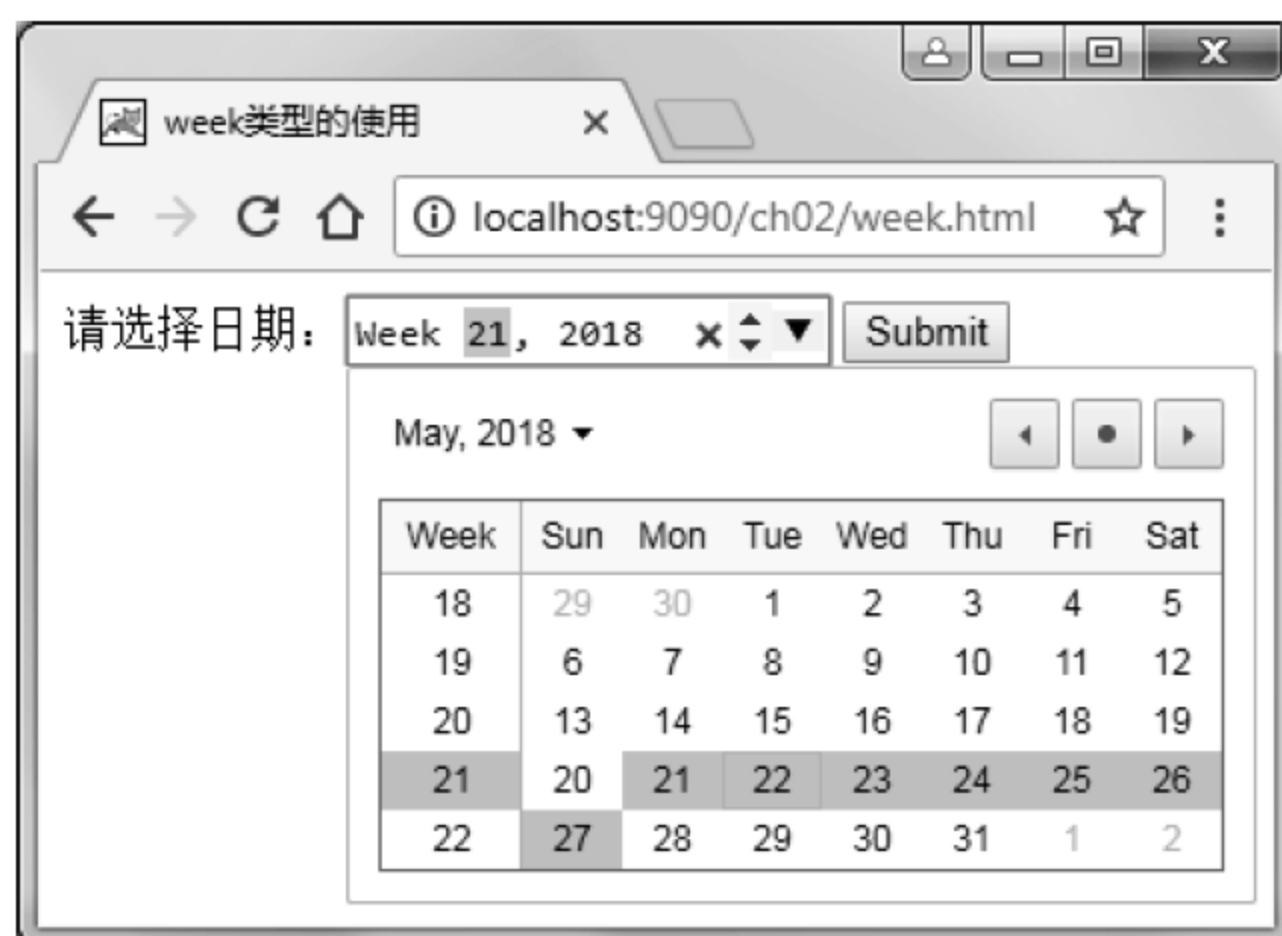 week类型的使用
localhost:9090/ch02/week.html
请选择日期： Week 21, 2018 Submit
May, 2018
Week Sun Mon Tue Wed Thu Fri Sat
18 29 30 1 2 3 4 5
19 6 7 8 9 10 11 12
20 13 14 15 16 17 18 19
21 20 21 22 23 24 25 26
22 27 28 29 30 31 1 2